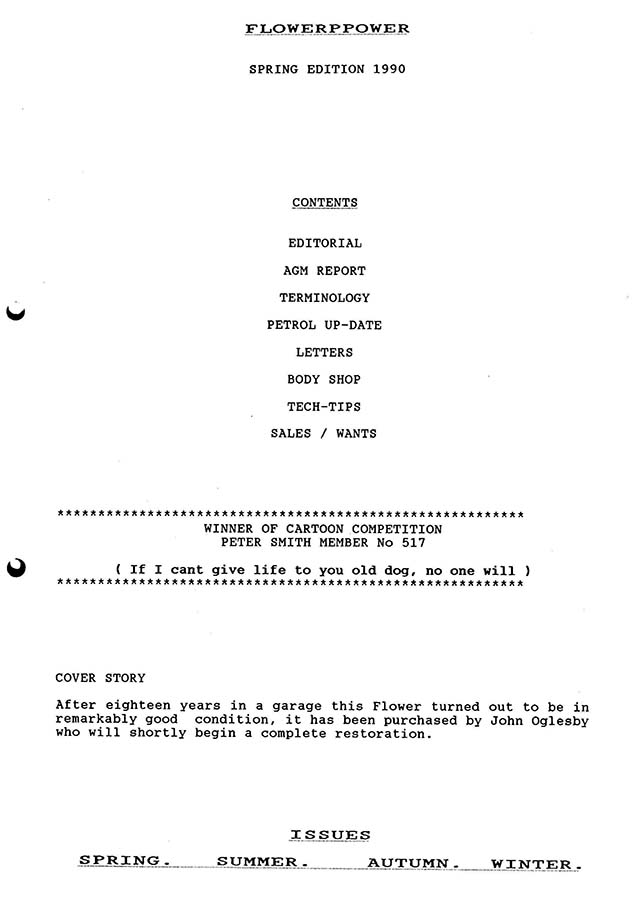 FLOWERPPOWER
SPRING EDITION 1990
CONTENTS
EDITORIAL
AGM REPORT
TERMINOLOGY
PETROL UP-DATE
LETTERS
BODY SHOP
TECH-TIPS
SALES / WANTS
*********************************************************
WINNER OF CARTOON COMPETITION
PETER SMITH MEMBER No 517
( If I cant give life to you old dog, no one will )
*********************************************************
COVER STORY
After eighteen years in a garage this Flower turned out to be in
remarkably good  condition, it has been purchased by John Oglesby
who will shortly begin a complete restoration.
ISSUES
SPRING. SUMMER. AUTUMN. WINTER.